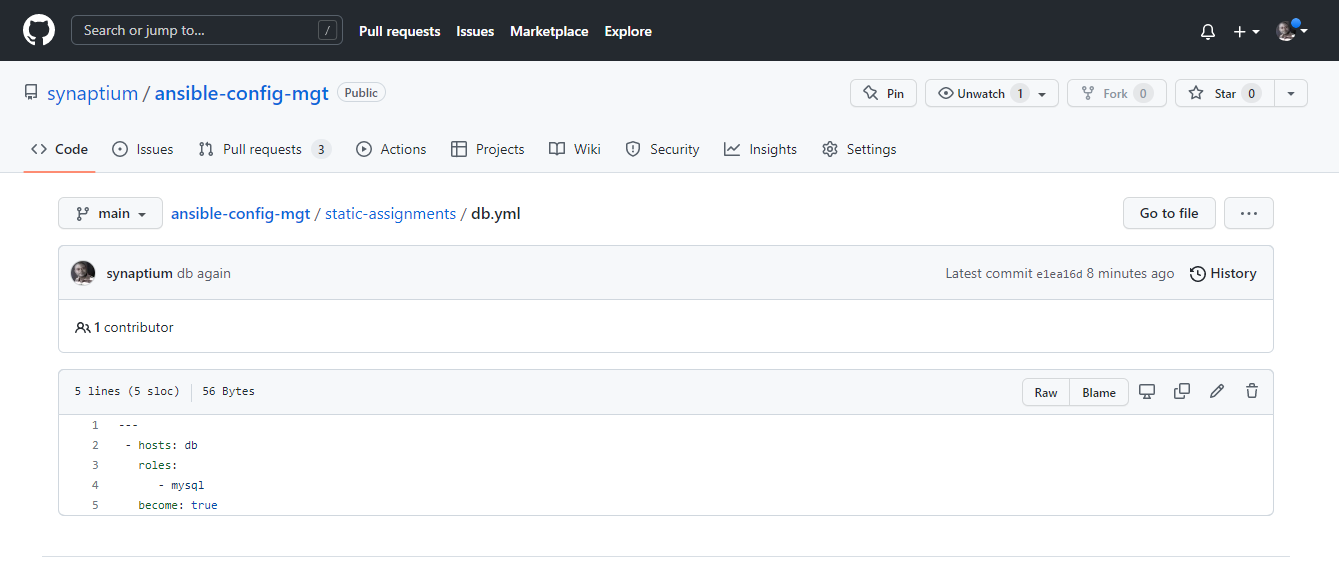 Search or jump to... /
Pull requests Issues Marketplace Explore
synaptium / ansible-config-mgt Public
Pin Unwatch 1 Fork 0 Star 0
Code Issues Pull requests 3 Actions Projects Wiki Security Insights Settings
main ansible-config-mgt / static-assignments / db.yml Go to file ...
synaptium db again Latest commit e1ea16d 8 minutes ago History
1 contributor
5 lines (5 sloc) 56 Bytes Raw Blame
1 ---
2 - hosts: db
3 roles:
4 - mysql
5 become: true